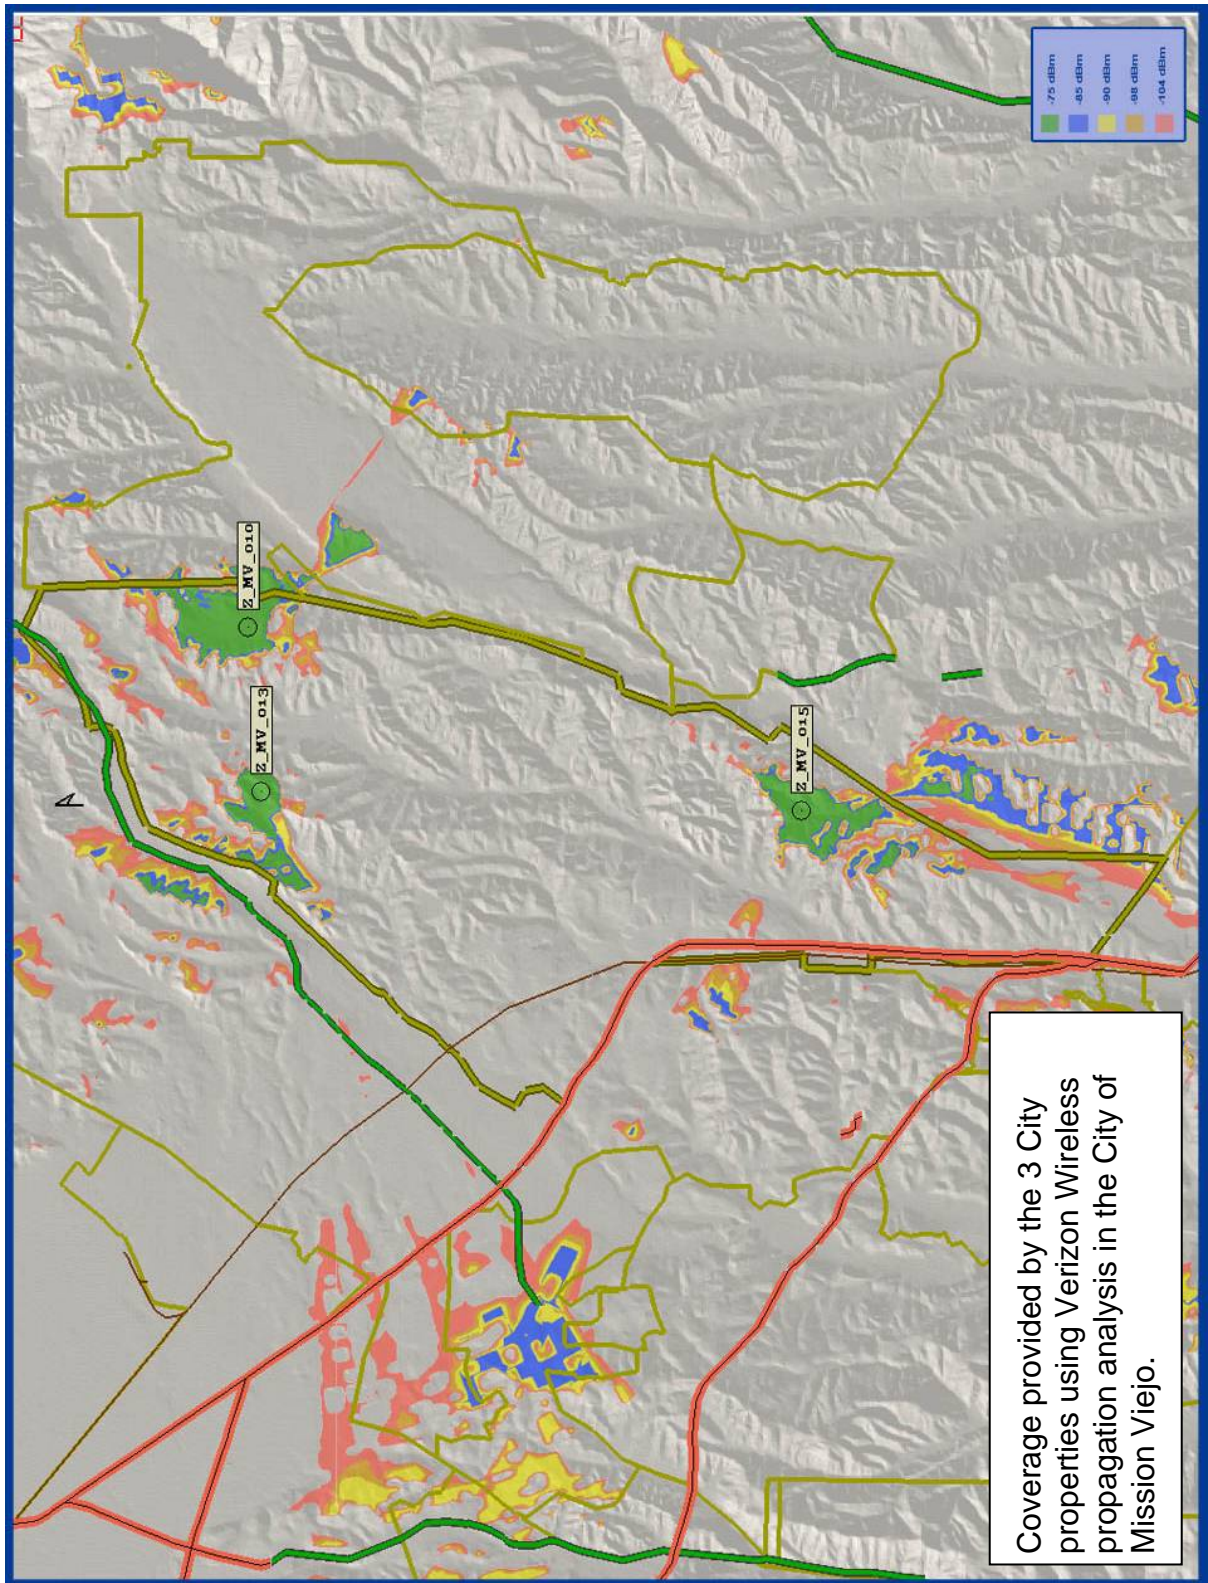 -75 dBm
-85 dBm
-90 dBm
-98 dBm
-104 dBm
Z_MV_010
Z_MV_013
Z_MV_015
Coverage provided by the 3 City
properties using Verizon Wireless
propagation analysis in the City of
Mission Viejo.